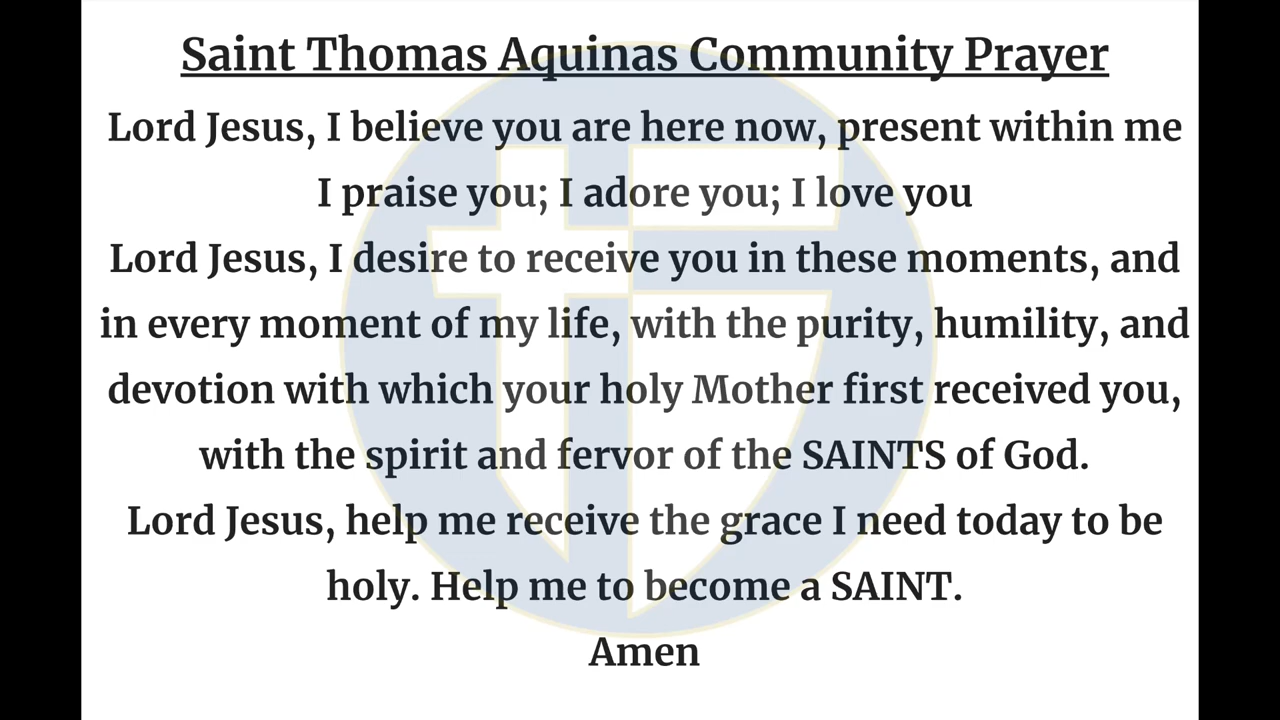 Saint Thomas Aquinas Community Prayer
Lord Jesus, I believe you are here now, present within me
I praise you; I adore you; I love you
Lord Jesus, I desire to receive you in these moments, and
in every moment of my life, with the purity, humility, and
devotion with which your holy Mother first received you,
with the spirit and fervor of the SAINTS of God.
Lord Jesus, help me receive the grace I need today to be
holy. Help me to become a SAINT.
Amen